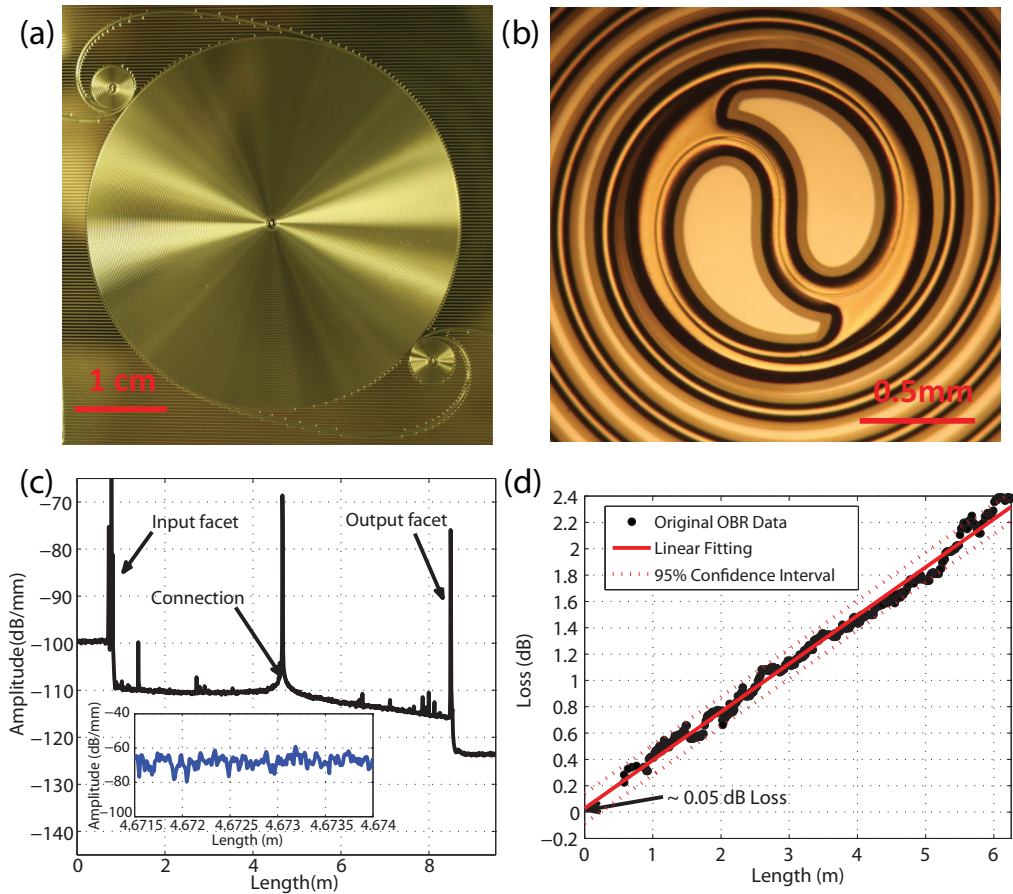 (a)
1 cm
(b)
0.5mm
(c)
Amplitude(dB/mm)
−70
−80
−90
−100
−110
−120
−130
−140
Input facet
Output facet
Connection
Amplitude (dB/mm)
−40
−60
−80
−100
4.6715 4.672 4.6725 4.673 4.6735 4.674
Length (m)
0 2 4 6 8
Length(m)
(d)
Loss (dB)
2.4
2.2
2
1.8
1.6
1.4
1.2
1
0.8
0.6
0.4
0.2
0
-0.2
Original OBR Data
Linear Fitting
95% Confidence Interval
~ 0.05 dB Loss
0 1 2 3 4 5 6
Length (m)